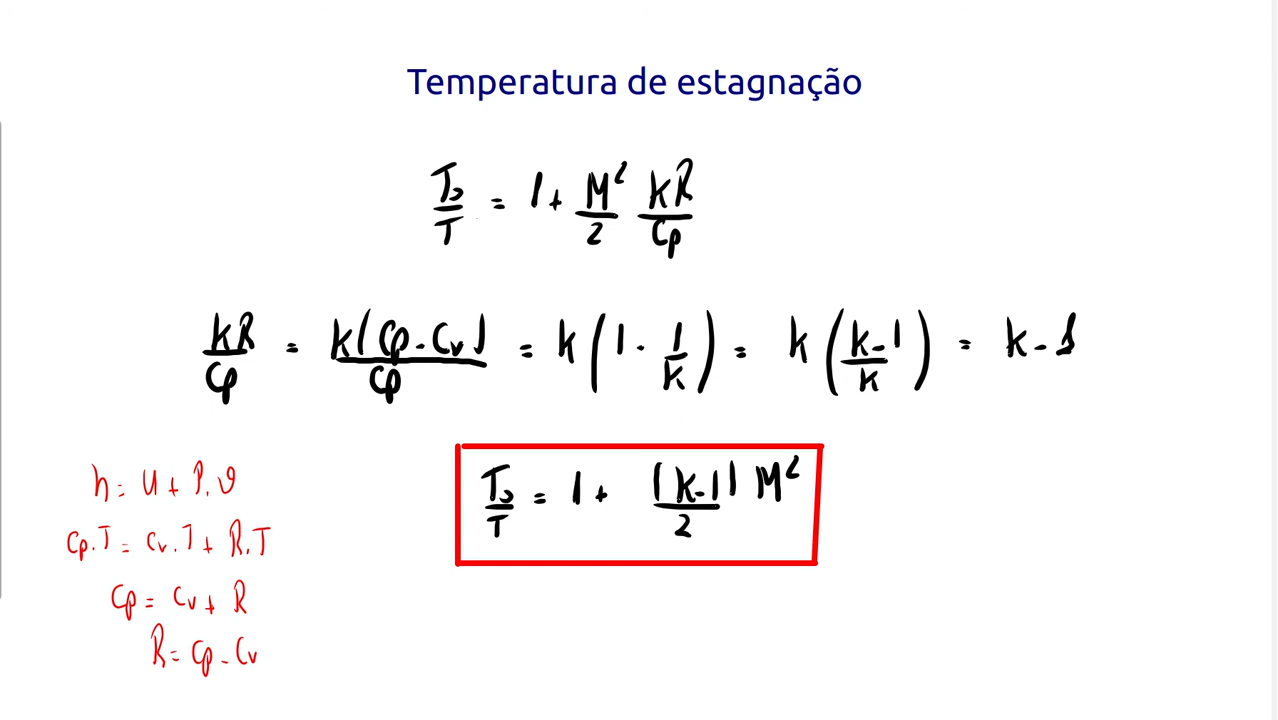 Temperatura de estagnação
T₀/T = 1 + M²/2 kR/Cp
kR/Cp = k(Cp - Cv)/Cp = k(1 - 1/k) = k((k-1)/k) = k - 1
T₀/T = 1 + (k-1)/2 M²
h = u + P.v
Cp.T = Cv.T + R.T
Cp = Cv + R
R = Cp - Cv